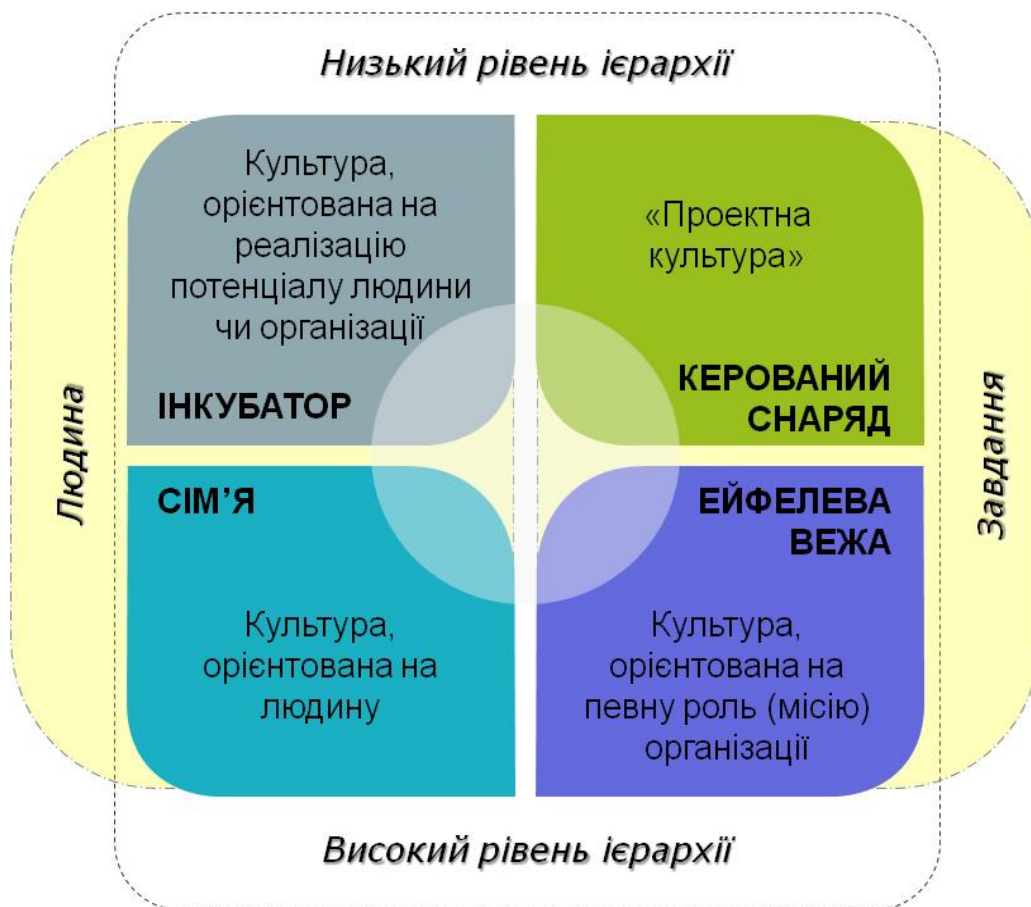 Низький рівень ієрархії
Людина
Культура,
орієнтована на
реалізацію
потенціалу людини
чи організації
ІНКУБАТОР
«Проектна
культура»
КЕРОВАНИЙ
СНАРЯД
Завдання
СІМ’Я
Культура,
орієнтована на
людину
ЕЙФЕЛЕВА
ВЕЖА
Культура,
орієнтована на
певну роль (місію)
організації
Високий рівень ієрархії